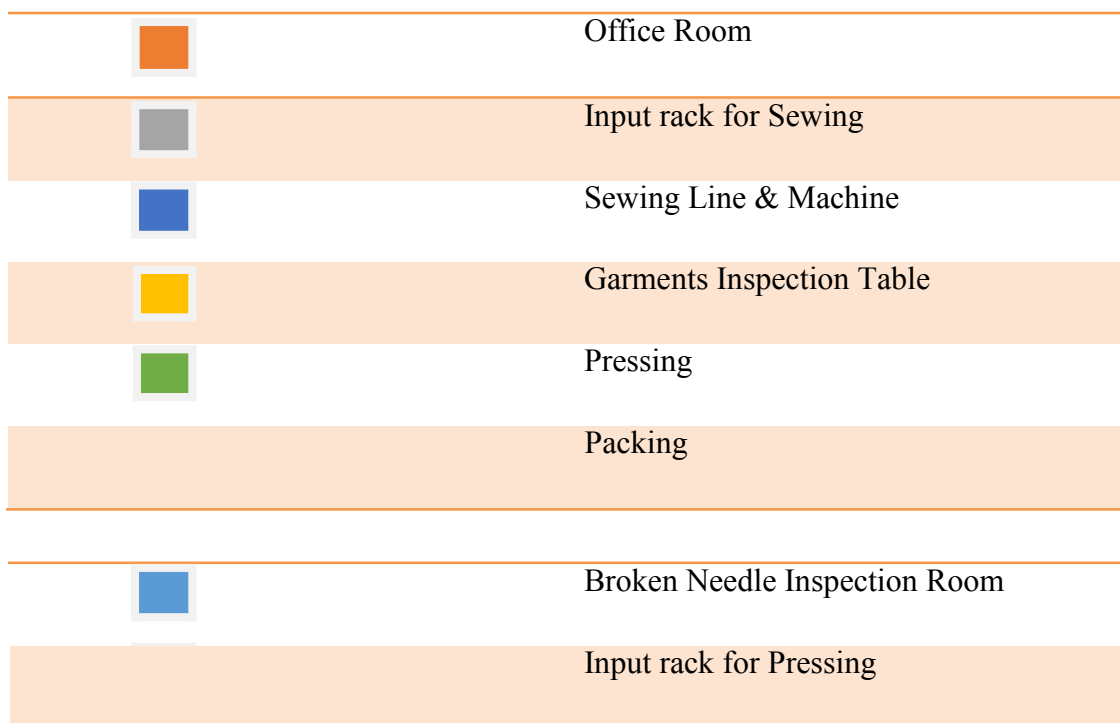 Office Room
Input rack for Sewing
Sewing Line & Machine
Garments Inspection Table
Pressing
Packing
Broken Needle Inspection Room
Input rack for Pressing